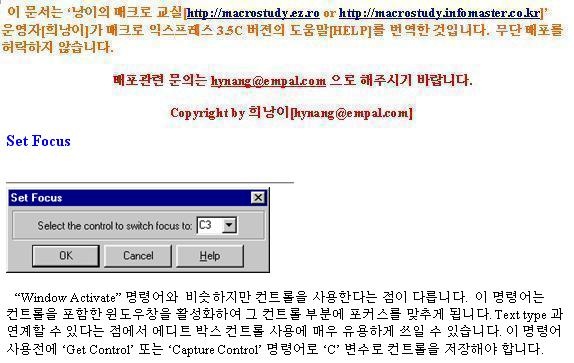 이 문서는 '낭이의 매크로 교실[http://macrostudy.ez.ro or http://macrostudy.infomaster.co.kr]'
운영자[희낭이]가 매크로 익스프레스 3.5C 버젼의 도움말[HELP]를 번역한 것입니다. 무단 배포를
허락하지 않습니다.
배포관련 문의는 hynang@empal.com 으로 해주시기 바랍니다.
Copyright by 희낭이[hynang@empal.com]
Set Focus
Set Focus
Select the control to switch focus to: C3
OK Cancel Help
"Window Activate" 명령어와 비슷하지만 컨트롤을 사용한다는 점이 다릅니다. 이 명령어는
컨트롤을 포함한 윈도우창을 활성화하여 그 컨트롤 부분에 포커스를 맞추게 됩니다. Text type 과
연계할 수 있다는 점에서 에디트 박스 컨트롤 사용에 매우 유용하게 쓰일 수 있습니다. 이 명령어
사용전에 'Get Control' 또는 'Capture Control' 명령어로 'C' 변수로 컨트롤을 저장해야 합니다.